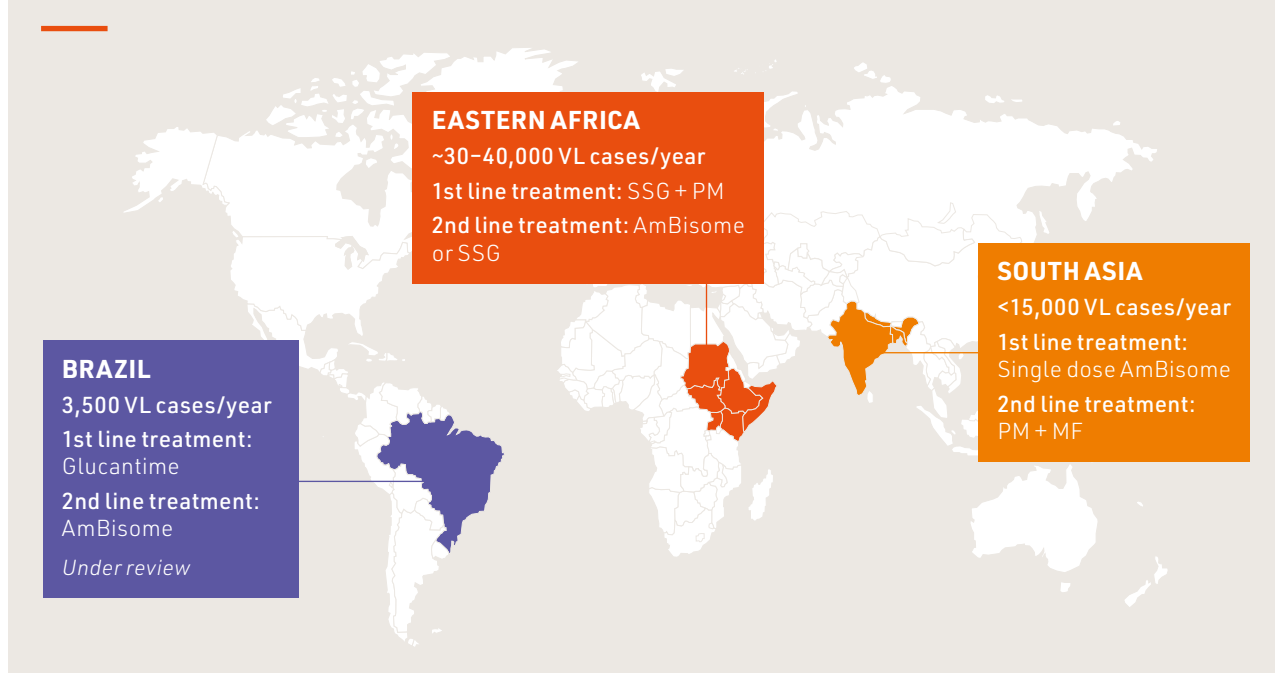 EASTERN AFRICA
~30–40,000 VL cases/year
1st line treatment: SSG + PM
2nd line treatment: AmBisome
or SSG
SOUTH ASIA
<15,000 VL cases/year
1st line treatment:
Single dose AmBisome
2nd line treatment:
PM + MF
BRAZIL
3,500 VL cases/year
1st line treatment:
Glucantime
2nd line treatment:
AmBisome
Under review